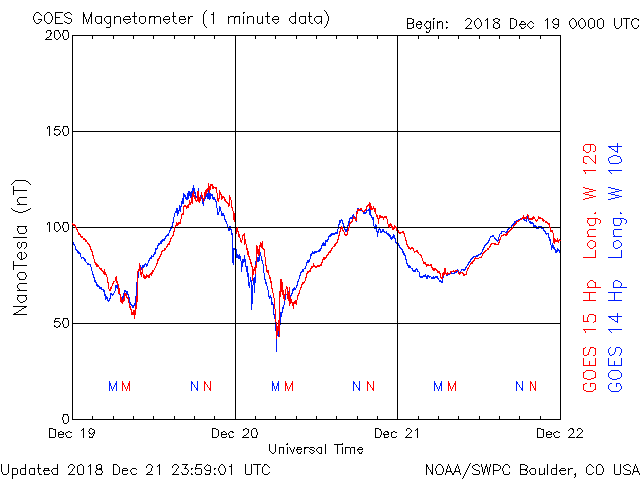 GOES Magnetometer (1 minute data)
Begin: 2018 Dec 19 0000 UTC
200
150
100
50
0
NanoTesla (nT)
M M N N M M N N M M N N
Dec 19 Dec 20 Dec 21 Dec 22
Universal Time
GOES 15 Hp Long. W 129
GOES 14 Hp Long. W 104
Updated 2018 Dec 21 23:59:01 UTC
NOAA/SWPC Boulder, CO USA